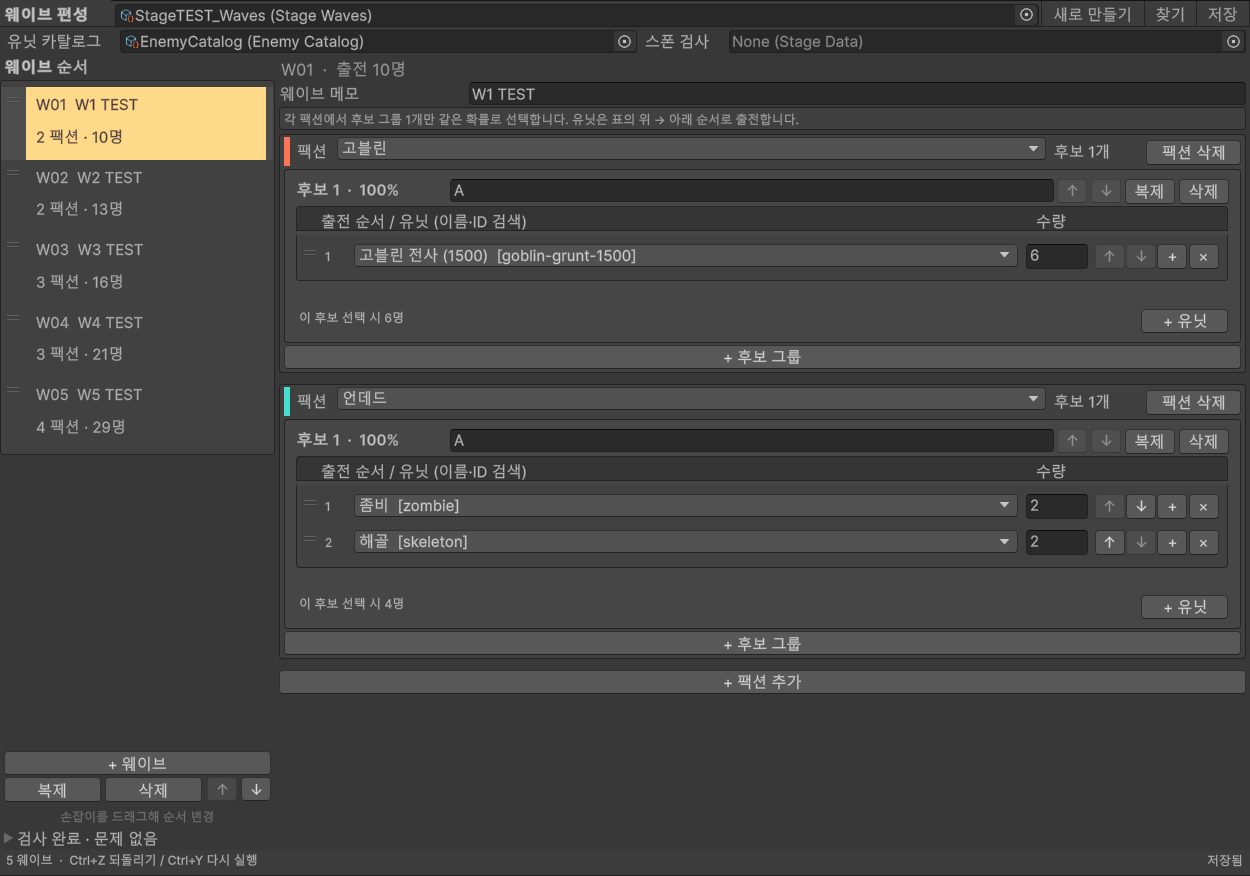 웨이브 편성 StageTEST_Waves (Stage Waves) 새로 만들기 찾기 저장
유닛 카탈로그 EnemyCatalog (Enemy Catalog) 스폰 검사 None (Stage Data)
웨이브 순서
W01 W1 TEST
2 팩션 · 10명
W02 W2 TEST
2 팩션 · 13명
W03 W3 TEST
3 팩션 · 16명
W04 W4 TEST
3 팩션 · 21명
W05 W5 TEST
4 팩션 · 29명
W01 · 출전 10명
웨이브 메모 W1 TEST
각 팩션에서 후보 그룹 1개만 같은 확률로 선택합니다. 유닛은 표의 위 → 아래 순서로 출전합니다.
팩션 고블린 후보 1개 팩션 삭제
후보 1 · 100% A ↑ ↓ 복제 삭제
출전 순서 / 유닛 (이름·ID 검색) 수량
1 고블린 전사 (1500) [goblin-grunt-1500] 6 ↑ ↓ + ×
이 후보 선택 시 6명 + 유닛
+ 후보 그룹
팩션 언데드 후보 1개 팩션 삭제
후보 1 · 100% A ↑ ↓ 복제 삭제
출전 순서 / 유닛 (이름·ID 검색) 수량
1 좀비 [zombie] 2 ↑ ↓ + ×
2 해골 [skeleton] 2 ↑ ↓ + ×
이 후보 선택 시 4명 + 유닛
+ 후보 그룹
+ 팩션 추가
+ 웨이브
복제 삭제 ↑ ↓
손잡이를 드래그해 순서 변경
검사 완료 · 문제 없음
5 웨이브 · Ctrl+Z 되돌리기 / Ctrl+Y 다시 실행 저장됨